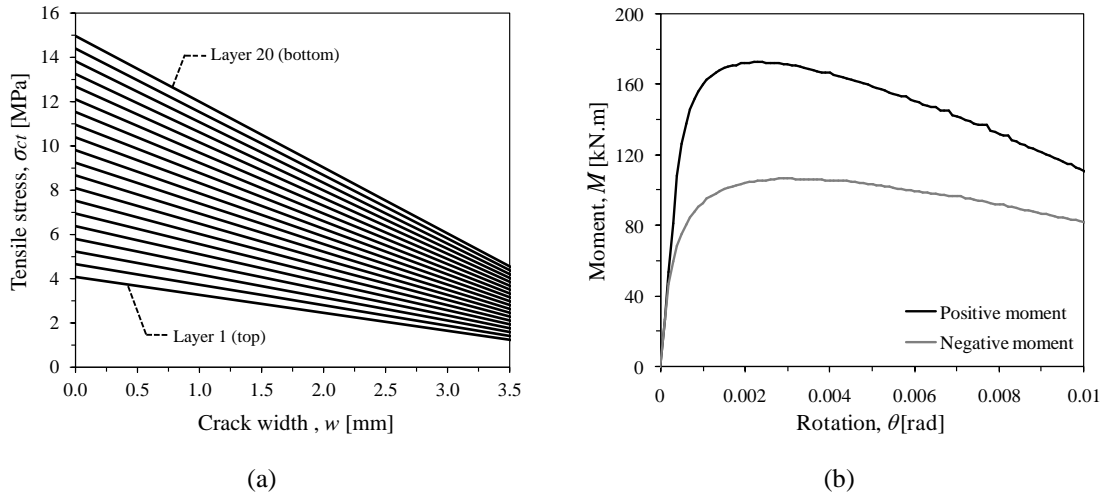 16
14
12
10
8
6
4
2
0
Tensile stress, σct [MPa]
Layer 20 (bottom)
Layer 1 (top)
0.0 0.5 1.0 1.5 2.0 2.5 3.0 3.5
Crack width , w [mm]
(a)
200
160
120
80
40
0
Moment, M [kN.m]
Positive moment
Negative moment
0 0.002 0.004 0.006 0.008 0.01
Rotation, θ[rad]
(b)